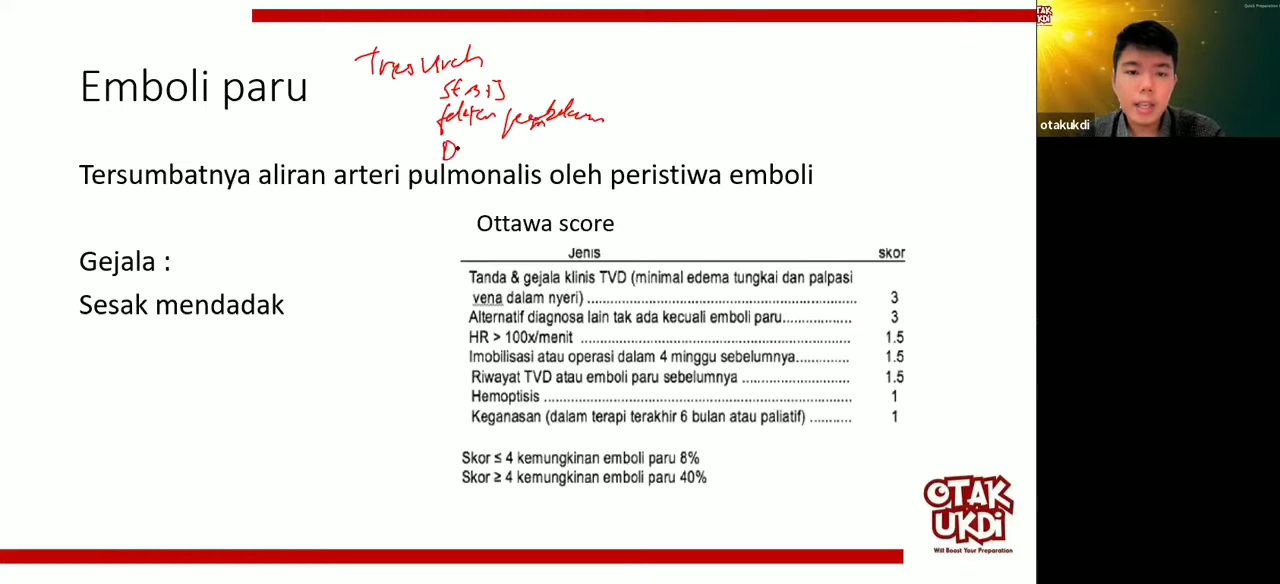 Emboli paru
Tersumbatnya aliran arteri pulmonalis oleh peristiwa emboli
Gejala :
Sesak mendadak
Ottawa score
Jenis skor
Tanda & gejala klinis TVD (minimal edema tungkai dan palpasi
vena dalam nyeri) 3
Alternatif diagnosa lain tak ada kecuali emboli paru 3
HR > 100x/menit 1.5
Imobilisasi atau operasi dalam 4 minggu sebelumnya 1.5
Riwayat TVD atau emboli paru sebelumnya 1.5
Hemoptisis 1
Keganasan (dalam terapi terakhir 6 bulan atau paliatif) 1
Skor ≤ 4 kemungkinan emboli paru 8%
Skor ≥ 4 kemungkinan emboli paru 40%
OTAK
UKDI
Will Boost Your Preparation
OTAK
UKDI
otakukdi